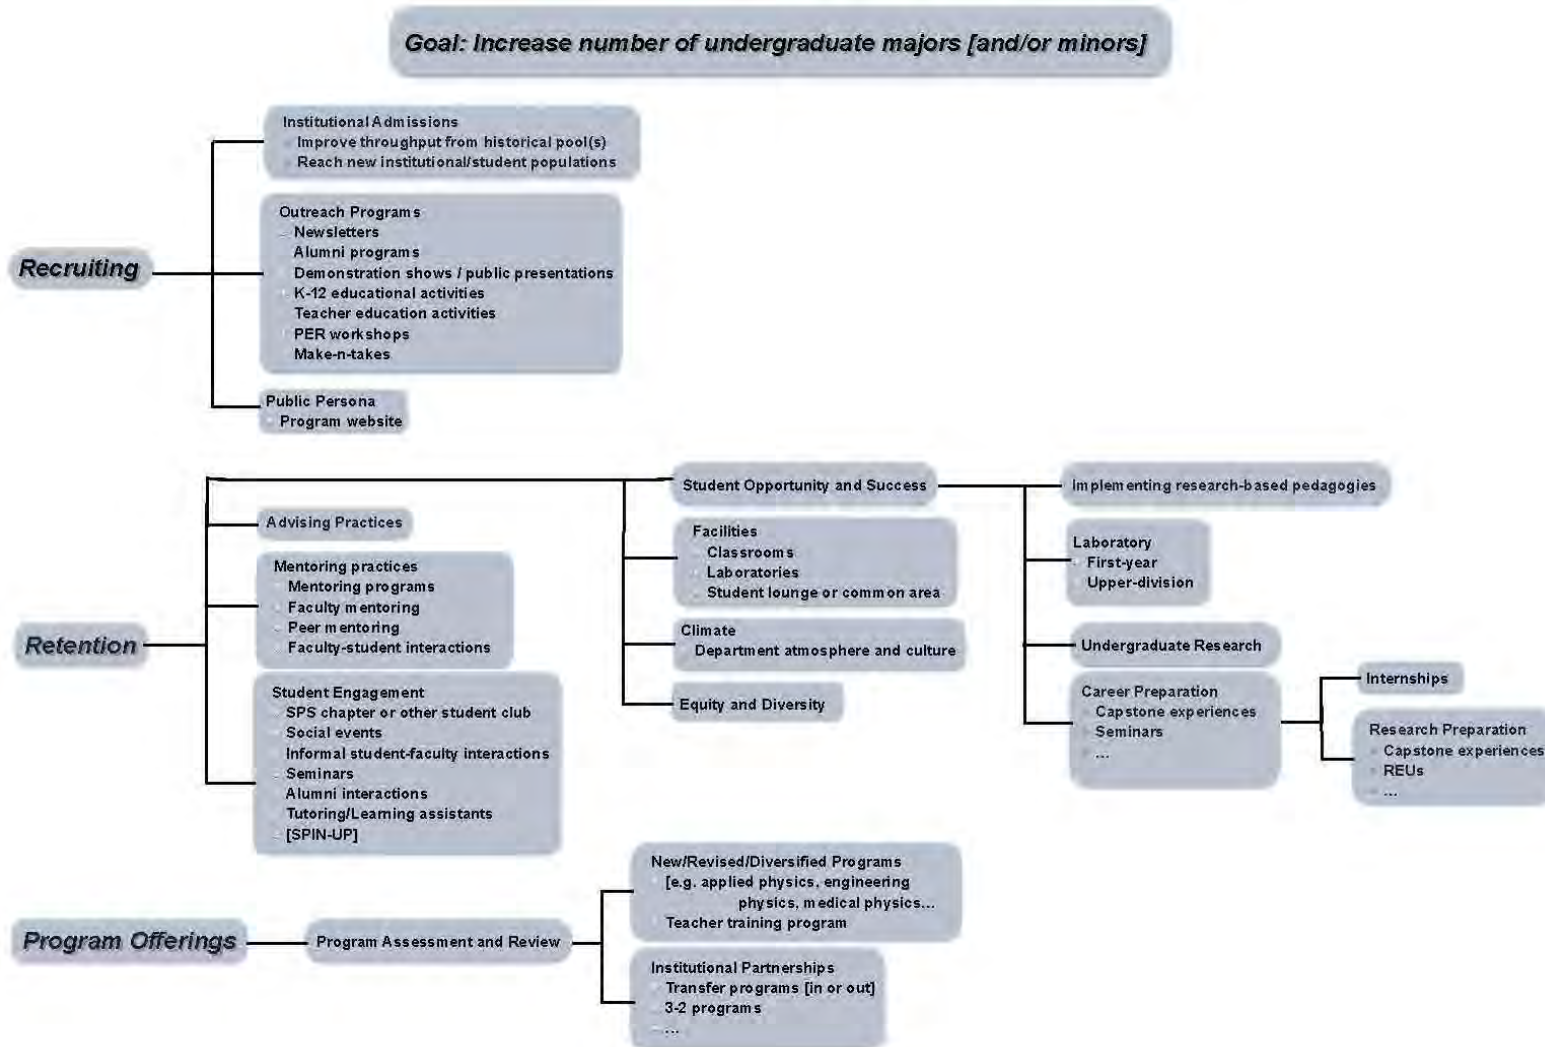 Goal: Increase number of undergraduate majors [and/or minors]
Recruiting
Institutional Admissions
Improve throughput from historical pool(s)
Reach new institutional/student populations
Outreach Programs
Newsletters
Alumni programs
Demonstration shows / public presentations
K-12 educational activities
Teacher education activities
PER workshops
Make-n-takes
Public Persona
Program website
Retention
Advising Practices
Mentoring practices
Mentoring programs
Faculty mentoring
Peer mentoring
Faculty-student interactions
Student Engagement
SPS chapter or other student club
Social events
Informal student-faculty interactions
Seminars
Alumni interactions
Tutoring/Learning assistants
[SPIN-UP]
Student Opportunity and Success
Facilities
Classrooms
Laboratories
Student lounge or common area
Climate
Department atmosphere and culture
Equity and Diversity
Implementing research-based pedagogies
Laboratory
First-year
Upper-division
Undergraduate Research
Career Preparation
Capstone experiences
Seminars
...
Internships
Research Preparation
Capstone experiences
REUs
...
Program Offerings
Program Assessment and Review
New/Revised/Diversified Programs
[e.g. applied physics, engineering
physics, medical physics...
Teacher training program
Institutional Partnerships
Transfer programs [in or out]
3-2 programs
...